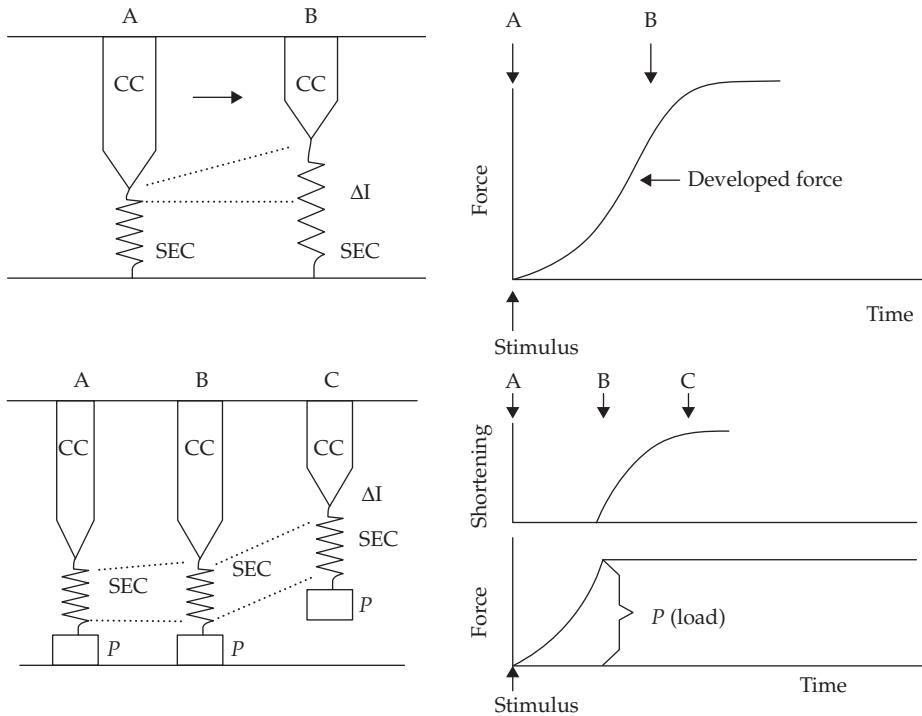 A B
CC CC
ΔI
SEC SEC
A B
Force
Developed force
Time
Stimulus
A B C
CC CC CC
ΔI
SEC SEC SEC
P P P
A B C
Shortening
Force
P (load)
Time
Stimulus